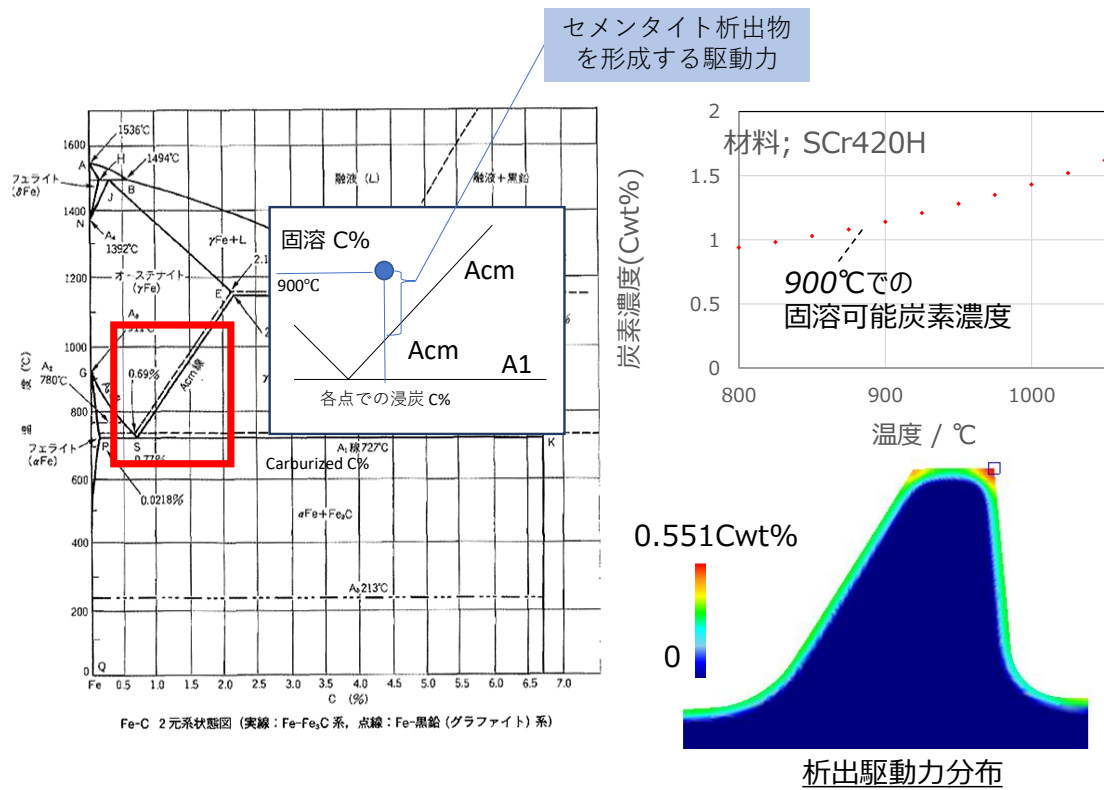 セメンタイト析出物
を形成する駆動力
1536℃
1600
A
H
1494℃
フェライト
(δFe)
B
J
融液 (L)
融液+黒鉛
1400
N
A₄
1392℃
γFe+L
オーステナイト
(γFe)
1200
E
2.1
A₃
911℃
1000
A₂
780℃
G
0.69%
Acm線
800
フェライト
(αFe)
P
S
0.77%
A₁線727℃
K
Carburized C%
600
0.0218%
αFe+Fe₃C
400
A₀213℃
200
0
Q
Fe
0.5
1.0
1.5
2.0
2.5
3.0
3.5
4.0
4.5
5.0
5.5
6.0
6.5
7.0
C (%)
Fe-C 2元系状態図 (実線:Fe-Fe₃C系, 点線:Fe-黒鉛 (グラファイト) 系)
固溶 C%
900℃
Acm
Acm
A1
各点での浸炭 C%
炭素濃度(Cwt%)
2
1.5
1
0.5
0
材料; SCr420H
900℃での
固溶可能炭素濃度
800
900
1000
温度 / ℃
0.551Cwt%
0
析出駆動力分布